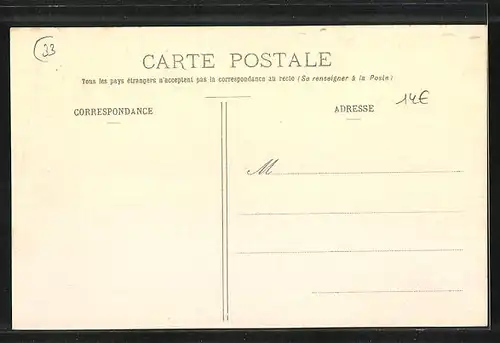 33
CARTE POSTALE
Tous les pays étrangers n'acceptent pas la correspondance au recto (Se renseigner à la Poste)
CORRESPONDANCE
ADRESSE
14€
M